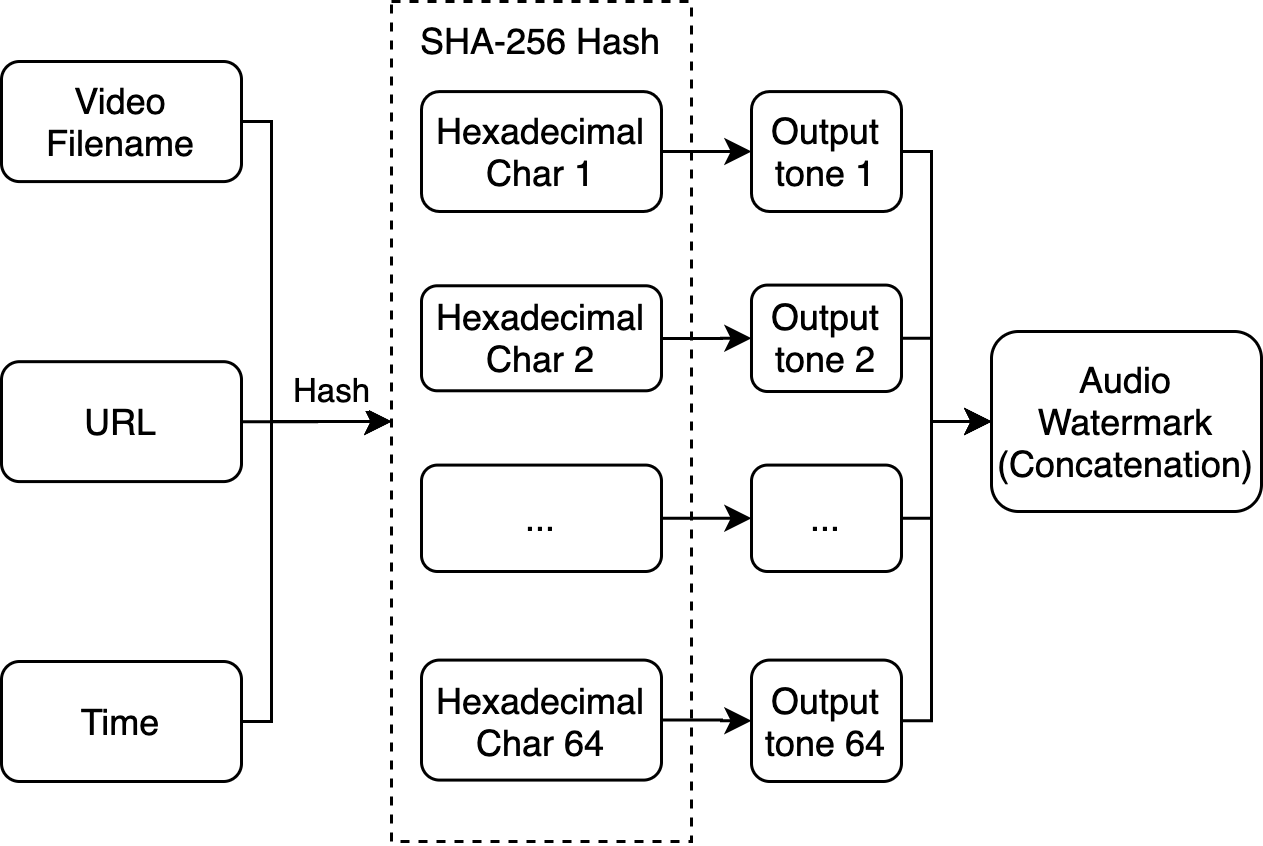 Video
Filename
URL
Time
Hash
SHA-256 Hash
Hexadecimal
Char 1
Hexadecimal
Char 2
...
Hexadecimal
Char 64
Output
tone 1
Output
tone 2
...
Output
tone 64
Audio
Watermark
(Concatenation)